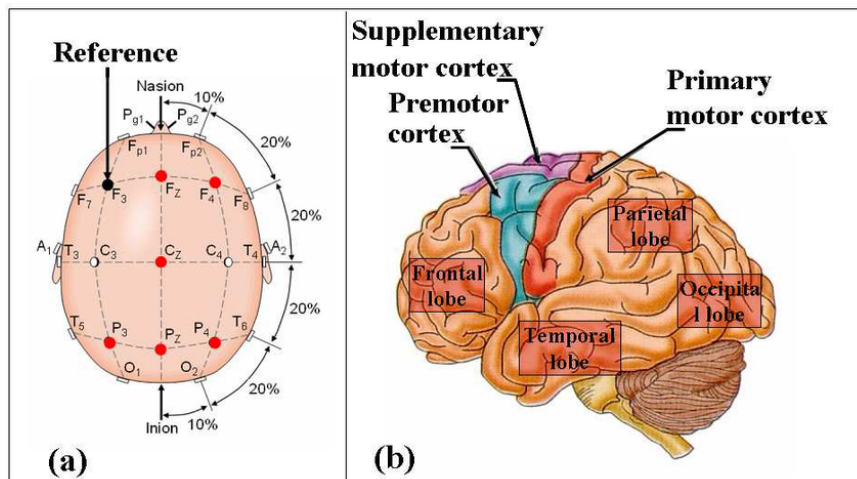 Reference
Nasion
10%
Pg1 Pg2
20%
Fp1 Fp2
F7 F3 FZ F4 F8
20%
A1 T3 C3 CZ C4 T4 A2
20%
T5 P3 PZ P4 T6
O1 O2
20%
Inion 10%
(a)
Supplementary
motor cortex
Premotor
cortex
Primary
motor cortex
Parietal
lobe
Frontal
lobe
Occipita
l lobe
Temporal
lobe
(b)